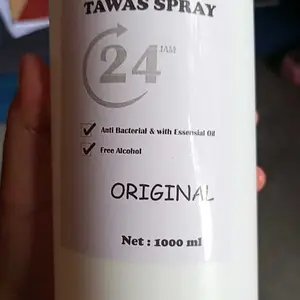 TAWAS SPRAY
24 JAM
Anti Bacterial & with Essensial Oil
Free Alcohol
ORIGINAL
Net : 1000 ml